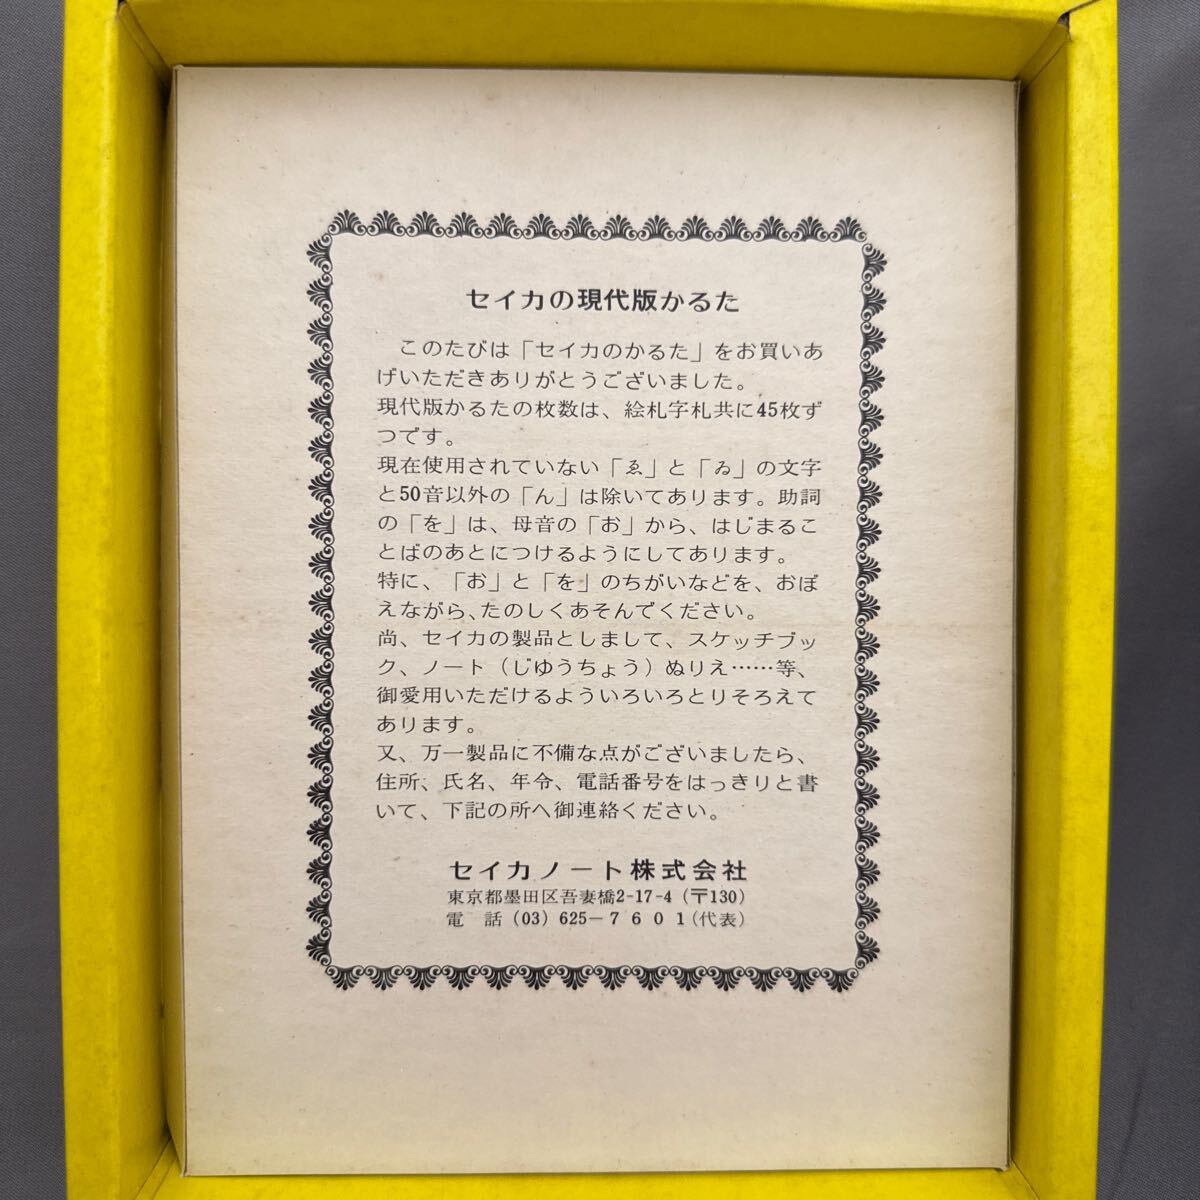 セイカの現代版かるた
このたびは「セイカのかるた」をお買いあ
げいただきありがとうございました。
現代版かるたの枚数は、絵札字札共に45枚ず
つです。
現在使用されていない「ゑ」と「ゐ」の文字
と50音以外の「ん」は除いてあります。助詞
の「を」は、母音の「お」から、はじまるこ
とばのあとにつけるようにしてあります。
特に、「お」と「を」のちがいなどを、おぼ
えながら、たのしくあそんでください。
尚、セイカの製品としまして、スケッチブッ
ク、ノート（じゆうちょう）ぬりえ……等、
御愛用いただけるよういろいろとりそろえて
あります。
又、万一製品に不備な点がございましたら、
住所、氏名、年令、電話番号をはっきりと書
いて、下記の所へ御連絡ください。
セイカノート株式会社
東京都墨田区吾妻橋2-17-4（〒130）
電　話（03）625－7601（代表）